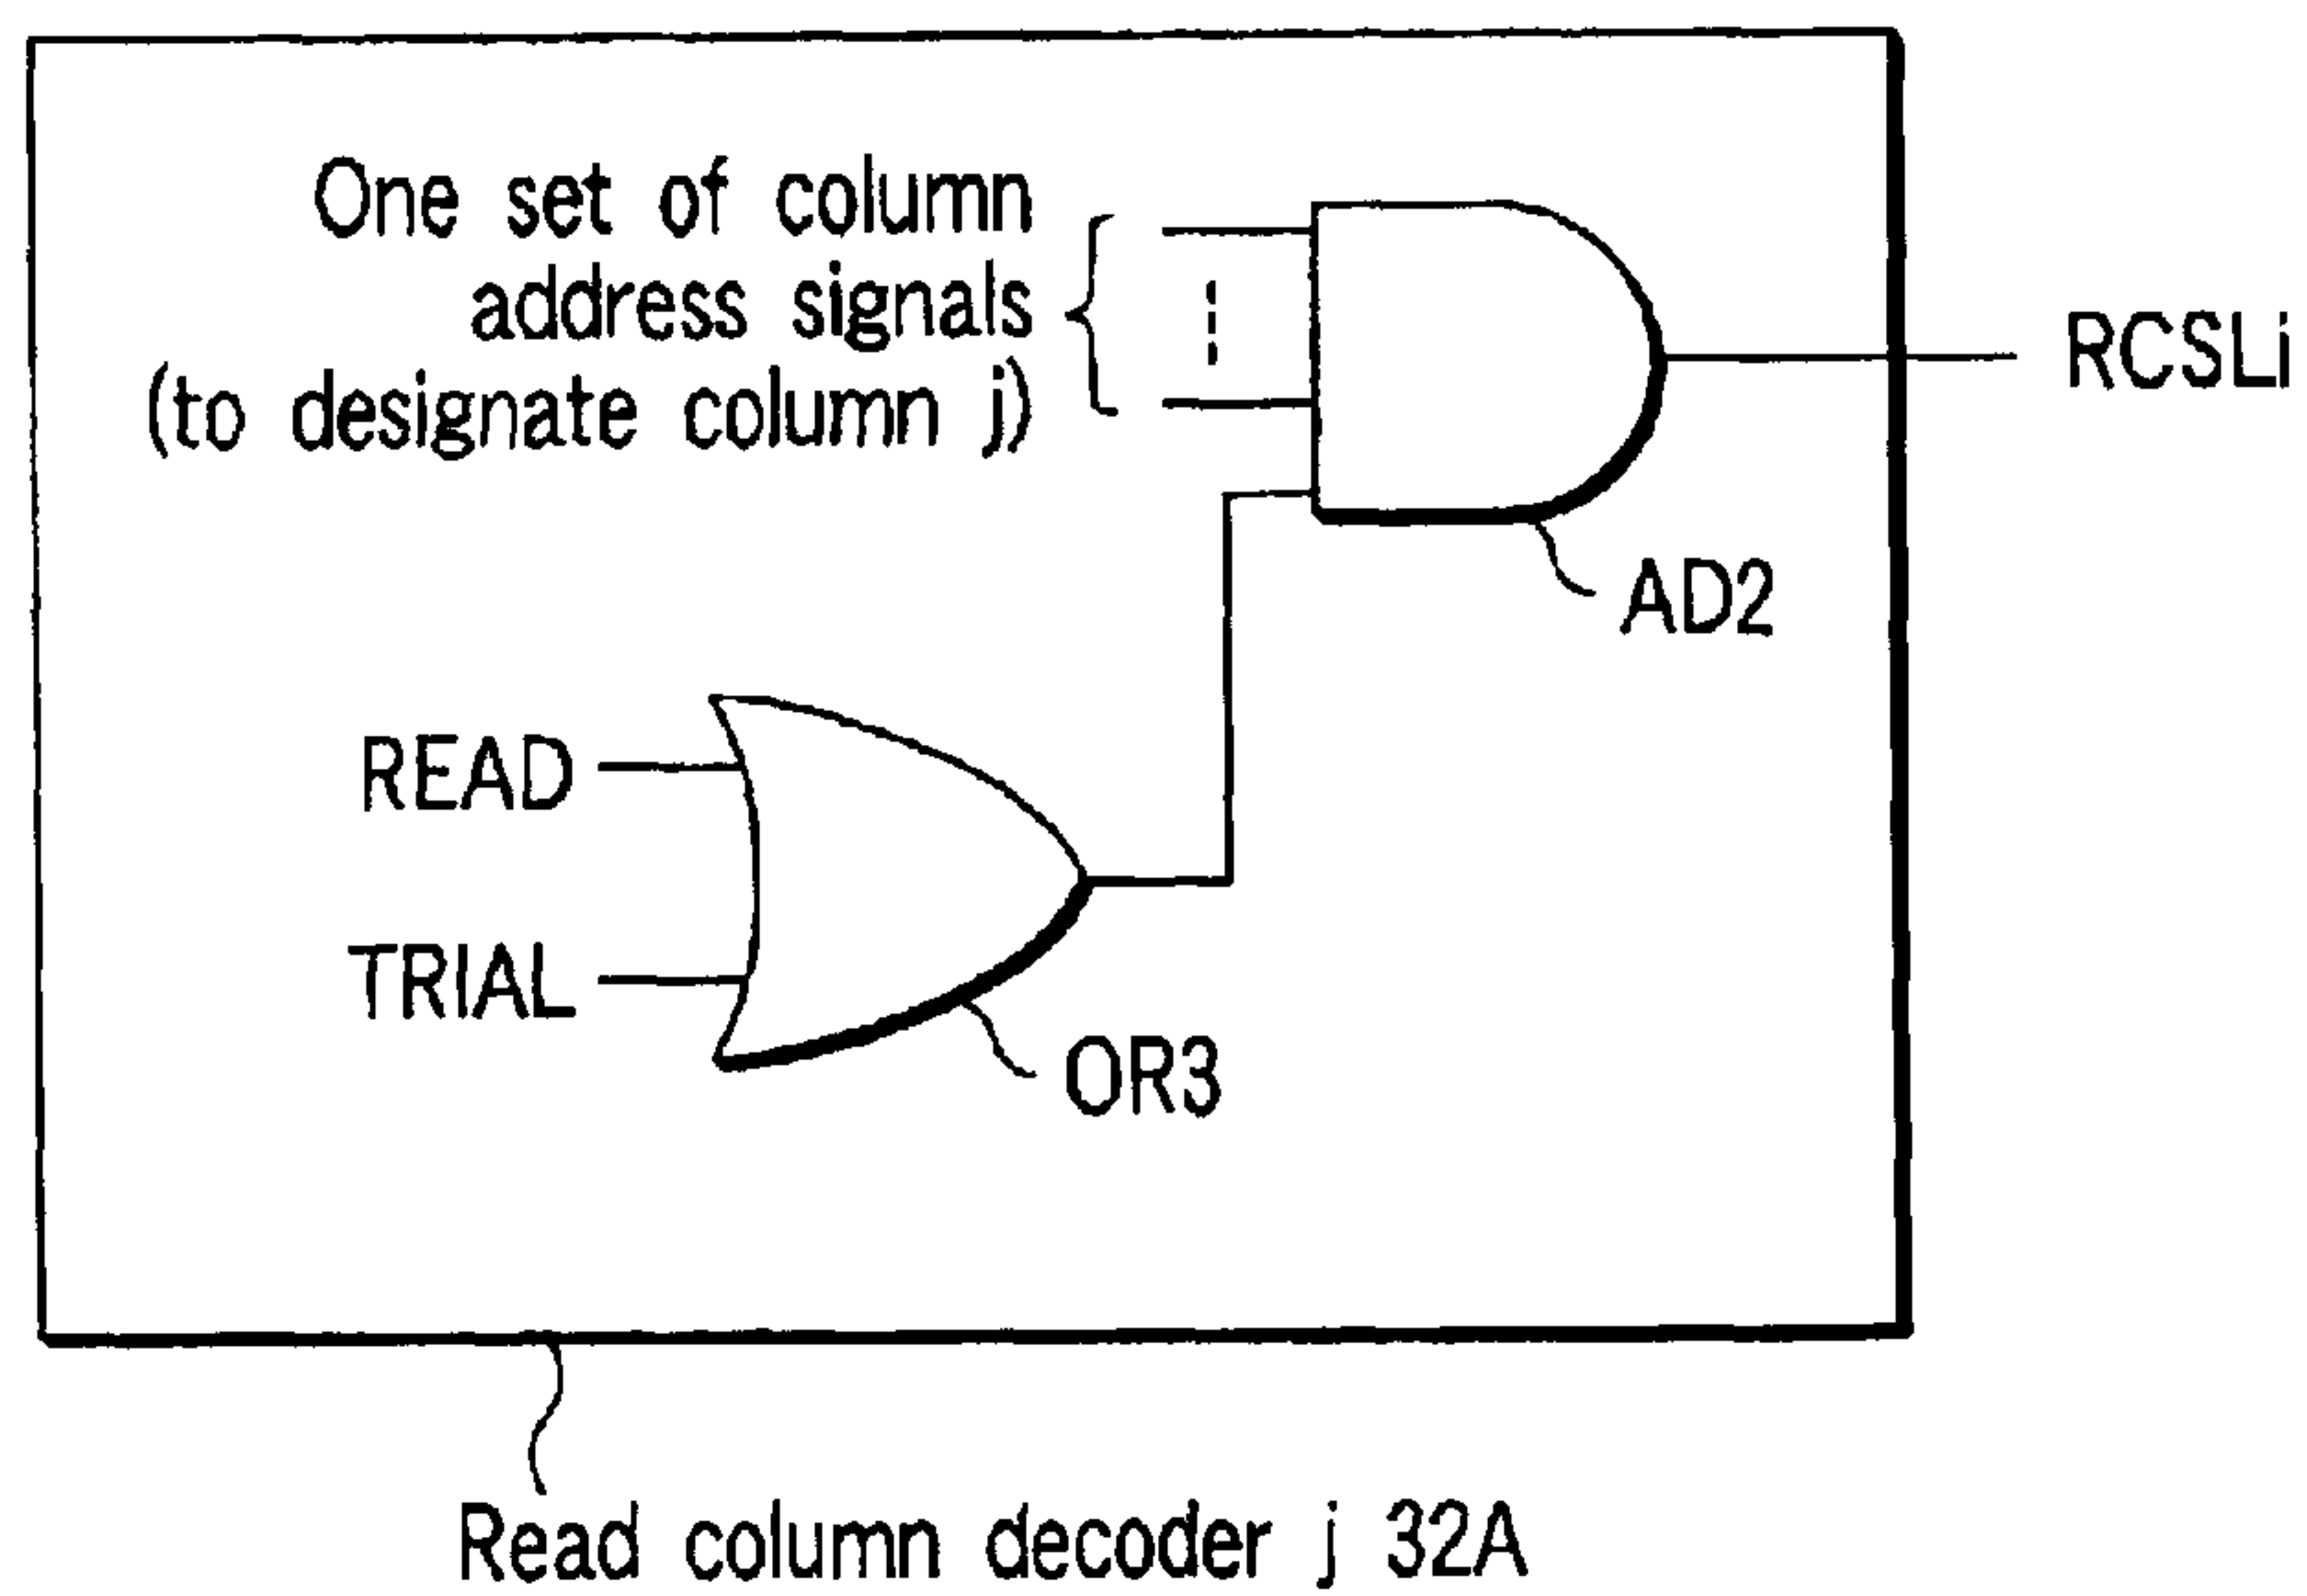 One set of column
address signals
(to designate column j)
RCSLi
AD2
READ
TRIAL
OR3
Read column decoder j 32A